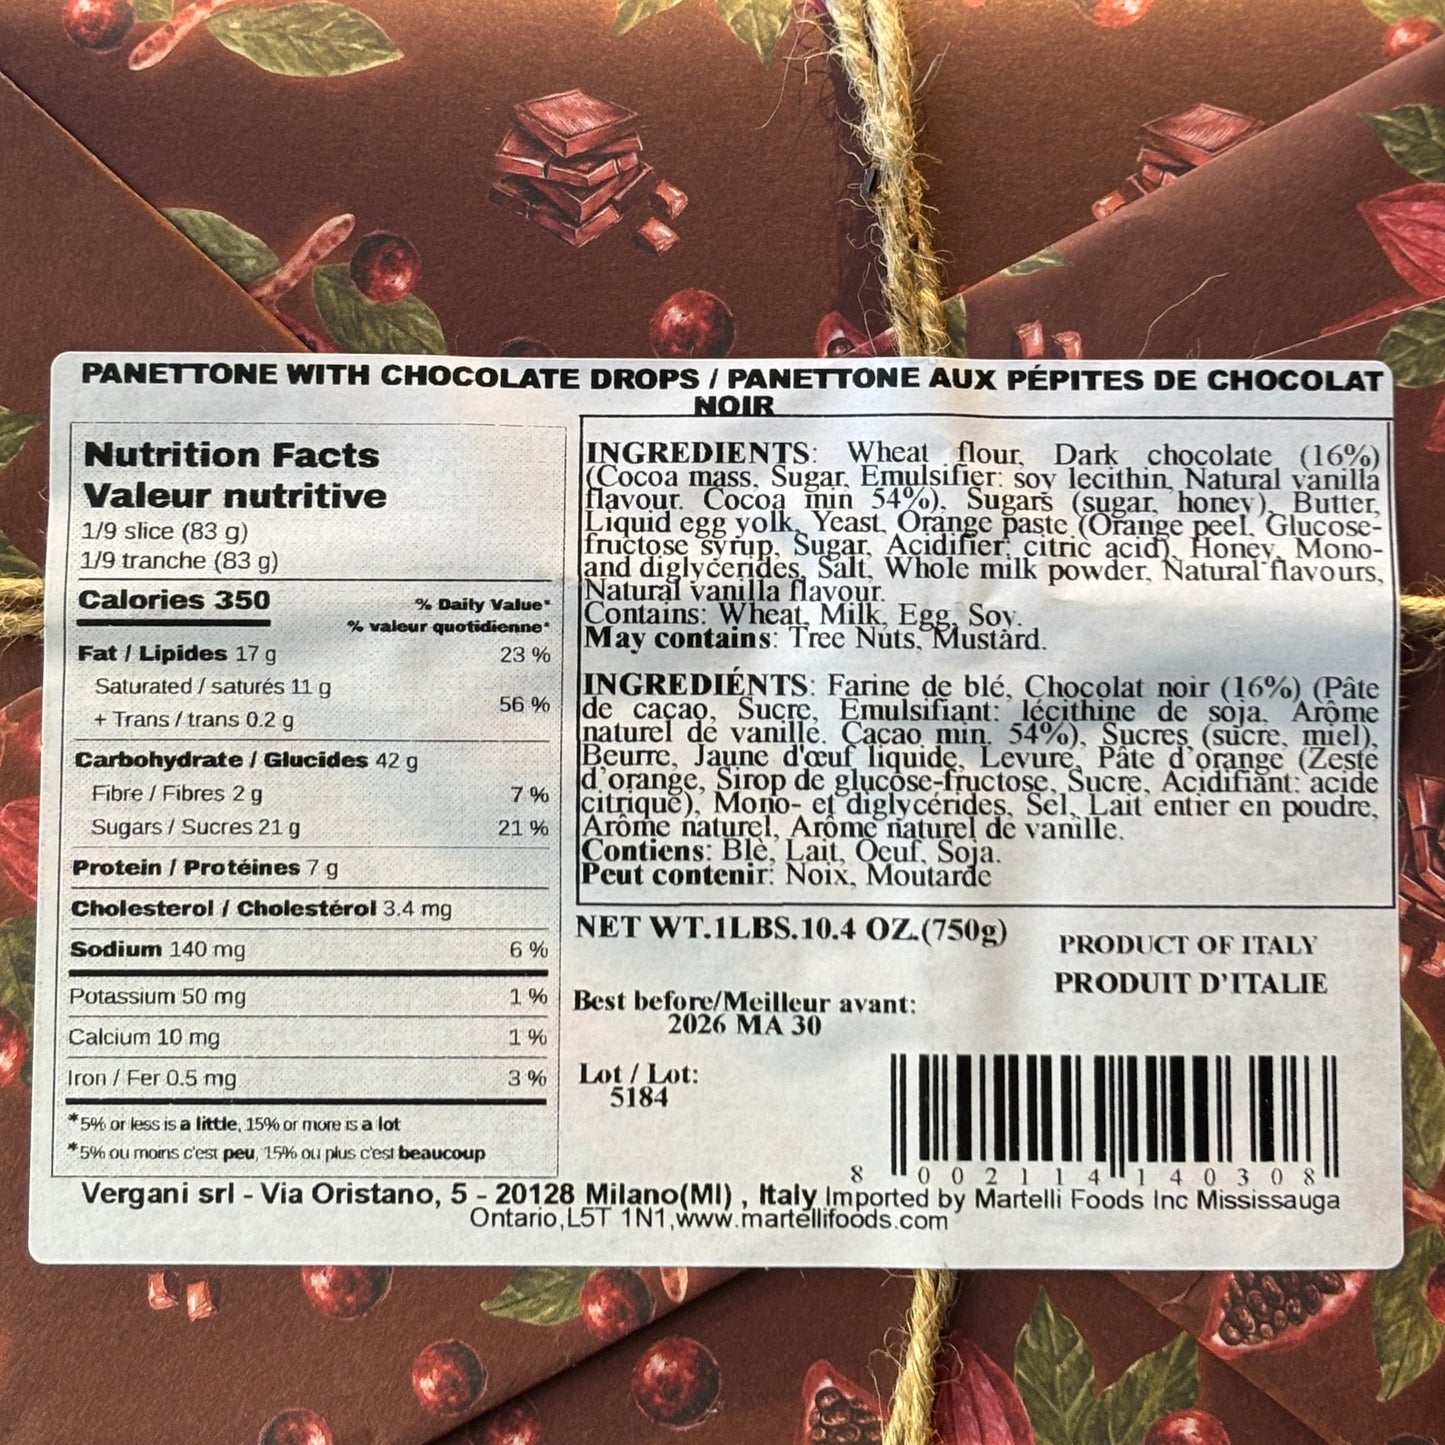 PANETTONE WITH CHOCOLATE DROPS / PANETTONE AUX PÉPITES DE CHOCOLAT
NOIR
Nutrition Facts
Valeur nutritive
1/9 slice (83 g)
1/9 tranche (83 g)
Calories 350
% Daily Value*
% valeur quotidienne*
Fat / Lipides 17 g 23 %
Saturated / saturés 11 g
+ Trans / trans 0.2 g 56 %
Carbohydrate / Glucides 42 g
Fibre / Fibres 2 g 7 %
Sugars / Sucres 21 g 21 %
Protein / Protéines 7 g
Cholesterol / Cholestérol 3.4 mg
Sodium 140 mg 6 %
Potassium 50 mg 1 %
Calcium 10 mg 1 %
Iron / Fer 0.5 mg 3 %
*5% or less is a little, 15% or more is a lot
*5% ou moins c'est peu, 15% ou plus c'est beaucoup
INGREDIENTS: Wheat flour, Dark chocolate (16%)
(Cocoa mass, Sugar, Emulsifier: soy lecithin, Natural vanilla
flavour. Cocoa min 54%), Sugars (sugar, honey), Butter,
Liquid egg yolk, Yeast, Orange paste (Orange peel, Glucose-
fructose syrup, Sugar, Acidifier: citric acid), Honey, Mono-
and diglycerides, Salt, Whole milk powder, Natural flavours,
Natural vanilla flavour.
Contains: Wheat, Milk, Egg, Soy.
May contains: Tree Nuts, Mustard.
INGREDIÉNTS: Farine de blé, Chocolat noir (16%) (Pâte
de cacao, Sucre, Emulsifiant: lécithine de soja. Arôme
naturel de vanille. Cacao min. 54%), Sucres (sucre, miel),
Beurre, Jaune d'œuf liquide, Levure, Pâte d'orange (Zeste
d'orange, Sirop de glucose-fructose, Sucre, Acidifiant: acide
citrique), Mono- et diglycérides, Sel, Lait entier en poudre,
Arôme naturel, Arôme naturel de vanille.
Contiens: Blè, Lait, Oeuf, Soja.
Peut contenir: Noix, Moutarde
NET WT.1LBS.10.4 OZ.(750g)
PRODUCT OF ITALY
PRODUIT D'ITALIE
Best before/Meilleur avant:
2026 MA 30
Lot / Lot:
5184
8 002114 140308
Vergani srl - Via Oristano, 5 - 20128 Milano(MI) , Italy Imported by Martelli Foods Inc Mississauga
Ontario,L5T 1N1,www.martellifoods.com